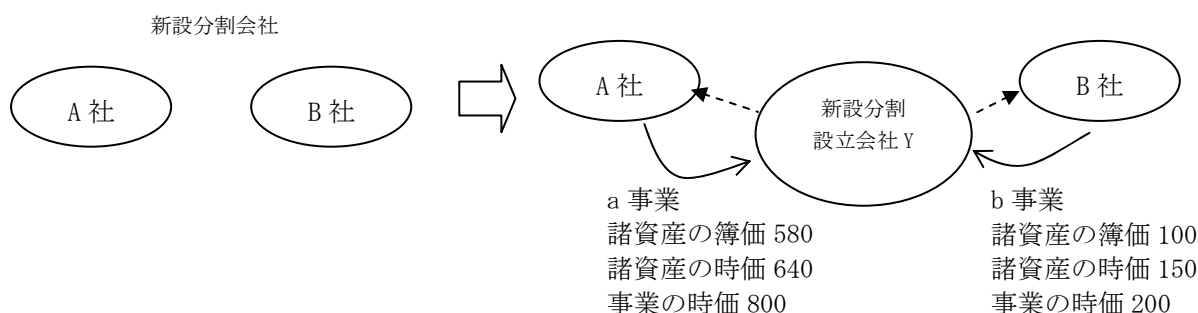 新設分割会社
A 社
B 社
A 社
新設分割
設立会社 Y
B 社
a 事業
諸資産の簿価 580
諸資産の時価 640
事業の時価 800
b 事業
諸資産の簿価 100
諸資産の時価 150
事業の時価 200